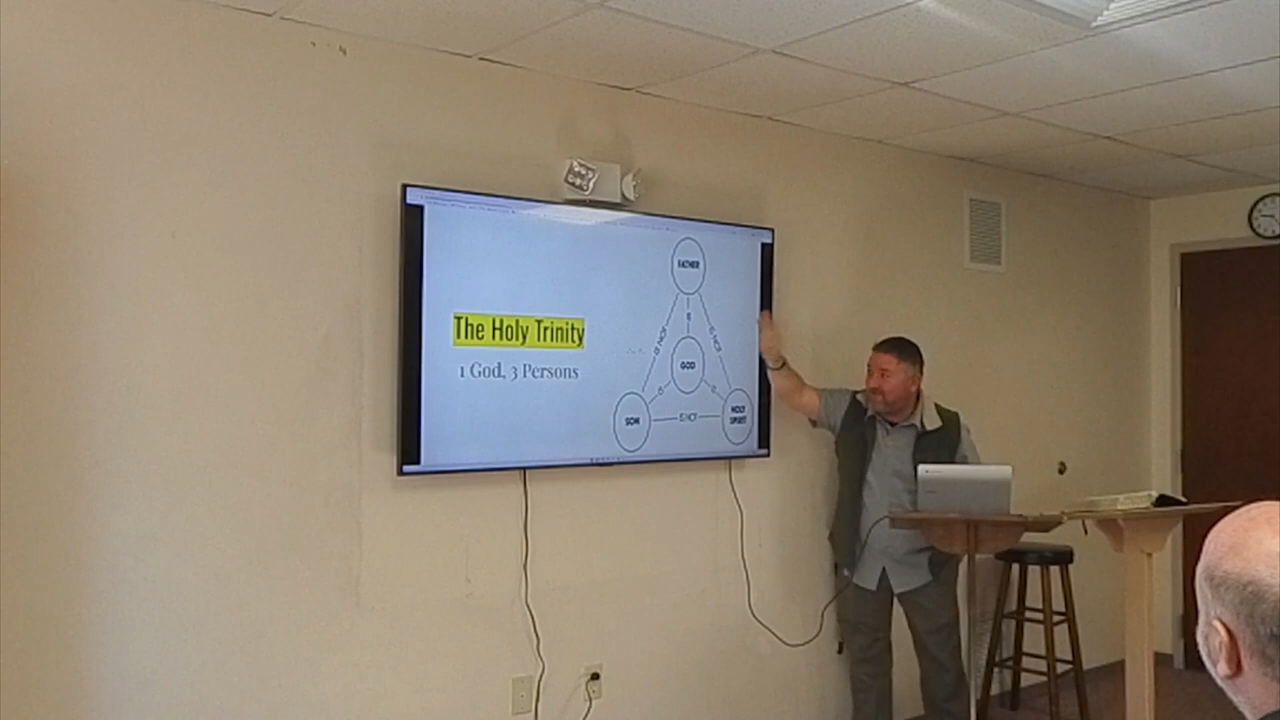 FATHER
IS NOT
IS
IS NOT
The Holy Trinity
GOD
1 God, 3 Persons
IS
IS
SON
IS NOT
HOLY
SPIRIT